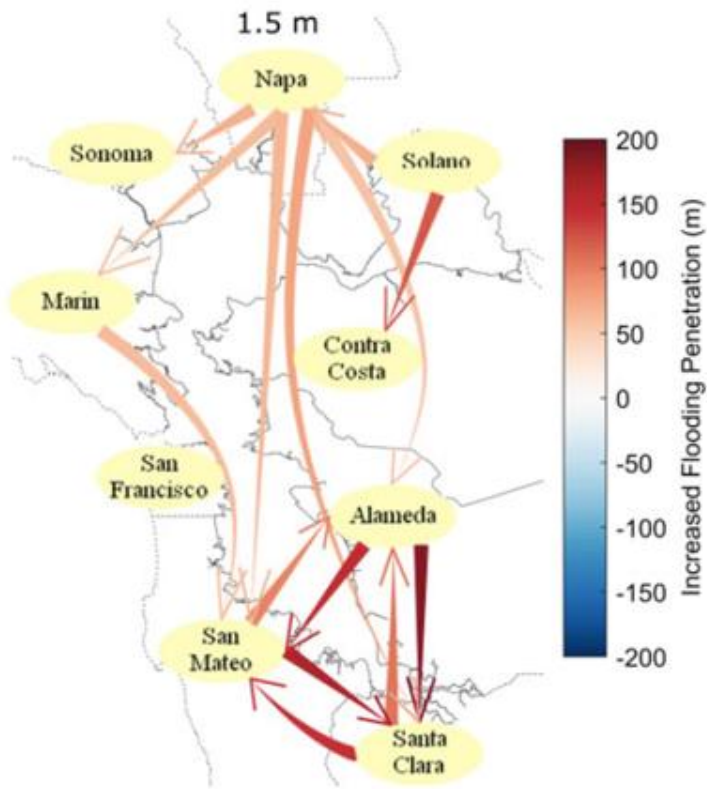 1.5 m
Napa
Sonoma
Solano
Marin
Contra
Costa
San
Francisco
Alameda
San
Mateo
Santa
Clara
200
150
100
50
0
-50
-100
-150
-200
Increased Flooding Penetration (m)